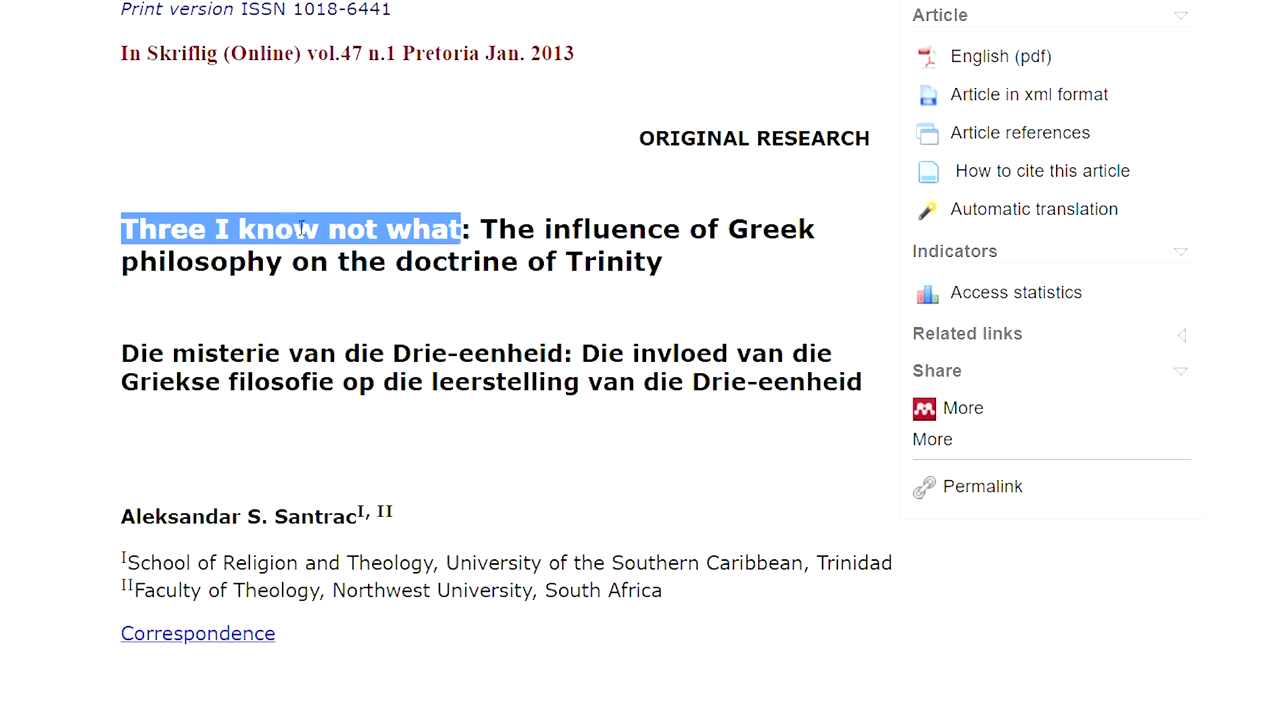 Print version ISSN 1018-6441
In Skriflig (Online) vol.47 n.1 Pretoria Jan. 2013
ORIGINAL RESEARCH
Three I know not what: The influence of Greek
philosophy on the doctrine of Trinity
Die misterie van die Drie-eenheid: Die invloed van die
Griekse filosofie op die leerstelling van die Drie-eenheid
Aleksandar S. Santrac I, II
I School of Religion and Theology, University of the Southern Caribbean, Trinidad
II Faculty of Theology, Northwest University, South Africa
Correspondence
Article
English (pdf)
Article in xml format
Article references
How to cite this article
Automatic translation
Indicators
Access statistics
Related links
Share
More
More
Permalink